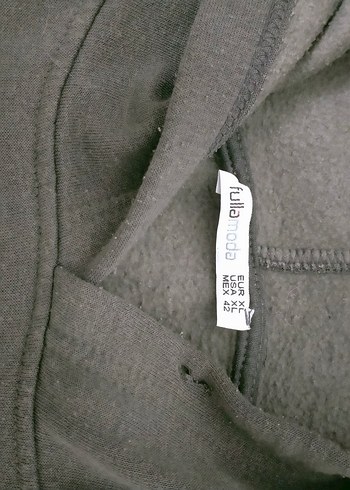 fullamoda
EUR XL
USA XL
MEX 42